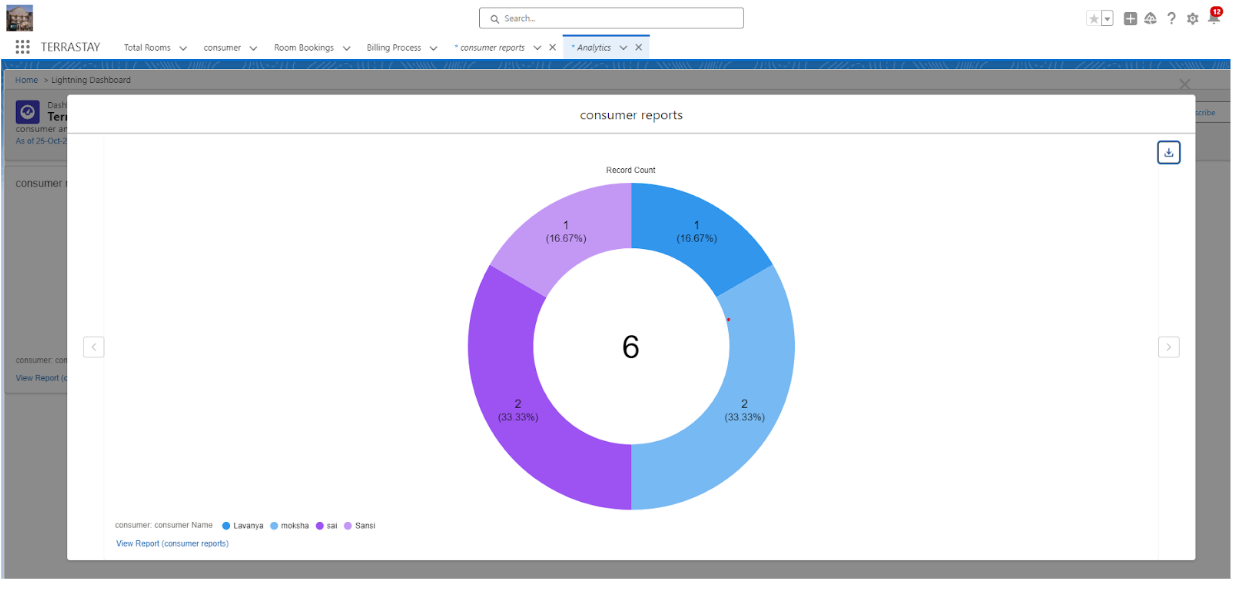 Search...
12
TERRASTAY Total Rooms consumer Room Bookings Billing Process * consumer reports * Analytics
Home > Lightning Dashboard
Dash
Terr
consumer an
As of 25-Oct-2
scribe
consumer reports
consumer r
Record Count
1
(16.67%)
1
(16.67%)
6
2
(33.33%)
2
(33.33%)
consumer: con
View Report (c
consumer: consumer Name Lavanya moksha sai Sansi
View Report (consumer reports)